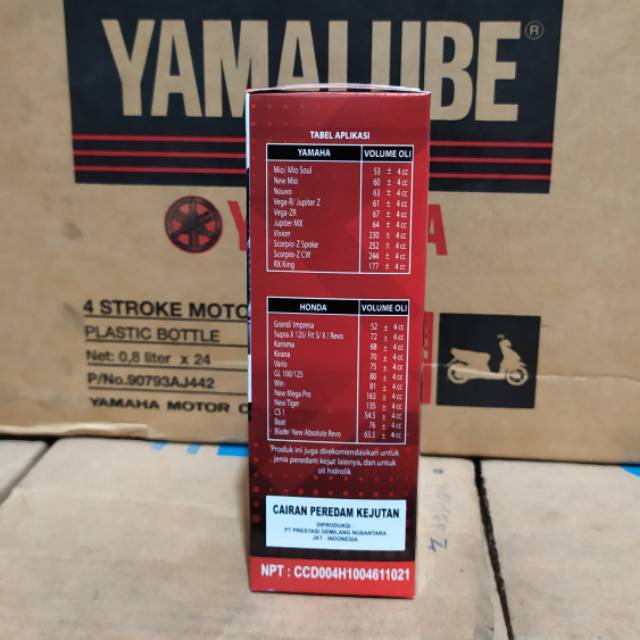 YAMALUBE®
TABEL APLIKASI
YAMAHA VOLUME OLI
Mio/ Mio Soul 53 ± 4 cc
New Mio 60 ± 4 cc
Nouvo 63 ± 4 cc
Vega-R/ Jupiter Z 61 ± 4 cc
Vega-ZR 67 ± 4 cc
Jupiter MX 64 ± 4 cc
Vixion 230 ± 4 cc
Scorpio-Z Spoke 252 ± 4 cc
Scorpio-Z CW 244 ± 4 cc
RX King 177 ± 4 cc
HONDA VOLUME OLI
Grand/ Impresa 52 ± 4 cc
Supra X 125/ Fit S/ X / Revo 72 ± 4 cc
Karisma 68 ± 4 cc
Kirana 70 ± 4 cc
Vario 75 ± 4 cc
GL 100/125 80 ± 4 cc
Win 81 ± 4 cc
New Mega Pro 163 ± 4 cc
New Tiger 135 ± 4 cc
CS 1 54.5 ± 4 cc
Beat 76 ± 4 cc
Blade/ New Absolute Revo 65.5 ± 4 cc
Produk ini juga direkomendasikan untuk
jenis peredam kejut lainnya, dan untuk
oli hidrolik
CAIRAN PEREDAM KEJUTAN
DIPRODUKSI :
PT PRESTASI GEMILANG NUSANTARA
JKT - INDONESIA
NPT : CCD004H1004611021
Y A
4 STROKE MOTO
PLASTIC BOTTLE
Net: 0,8 liter x 24
P/No.90793AJ442
YAMAHA MOTOR C